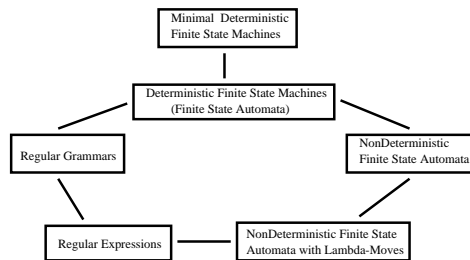 Minimal Deterministic
Finite State Machines
Deterministic Finite State Machines
(Finite State Automata)
Regular Grammars
NonDeterministic
Finite State Automata
Regular Expressions
NonDeterministic Finite State
Automata with Lambda-Moves